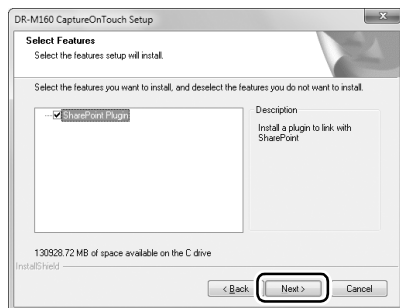 DR-M160 CaptureOnTouch Setup
Select Features
Select the features setup will install.
Select the features you want to install, and deselect the features you do not want to install.
SharePoint Plugin
Description
Install a plugin to link with
SharePoint
130928.72 MB of space available on the C drive
InstallShield
< Back
Next >
Cancel